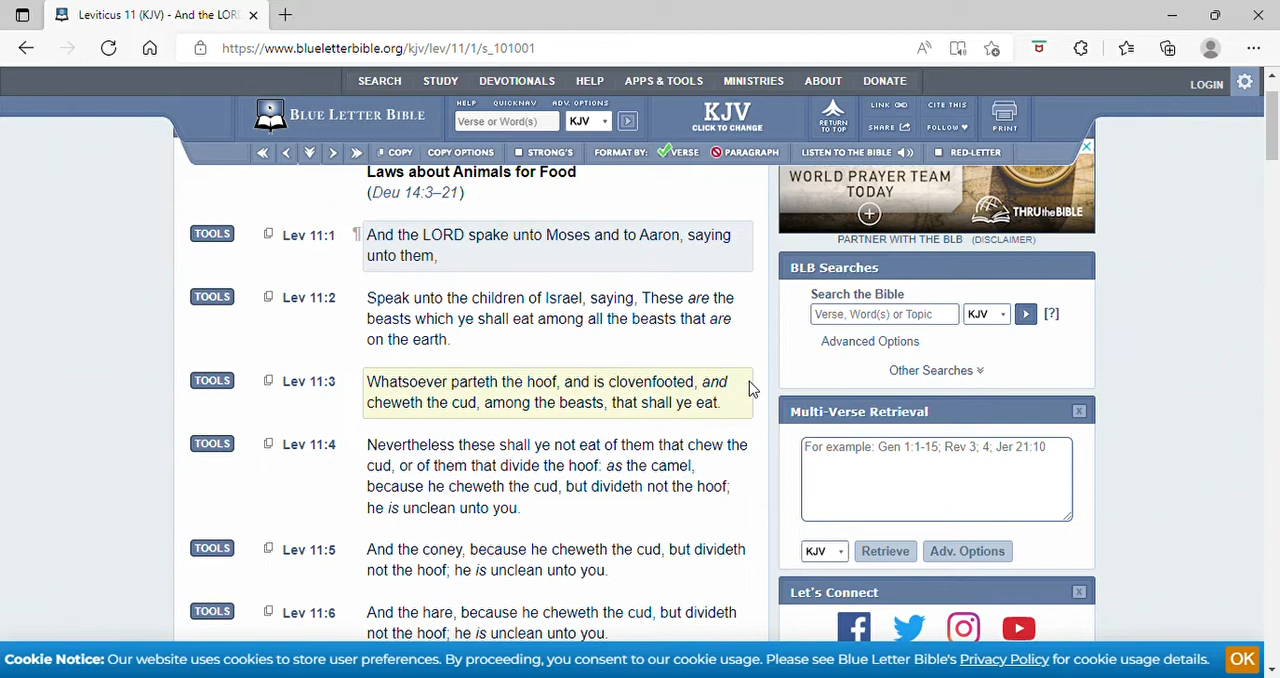 Leviticus 11 (KJV) - And the LOR
https://www.blueletterbible.org/kjv/lev/11/1/s_101001
SEARCH STUDY DEVOTIONALS HELP APPS & TOOLS MINISTRIES ABOUT DONATE
LOGIN
BLUE LETTER BIBLE
HELP QUICKNAV ADV. OPTIONS
Verse or Word(s) KJV
KJV
CLICK TO CHANGE
RETURN
TO TOP
LINK CITE THIS
SHARE FOLLOW
PRINT
COPY COPY OPTIONS STRONG'S FORMAT BY: VERSE PARAGRAPH LISTEN TO THE BIBLE RED-LETTER
Laws about Animals for Food
(Deu 14:3–21)
TOOLS Lev 11:1 ¶ And the LORD spake unto Moses and to Aaron, saying
unto them,
TOOLS Lev 11:2 Speak unto the children of Israel, saying, These are the
beasts which ye shall eat among all the beasts that are
on the earth.
TOOLS Lev 11:3 Whatsoever parteth the hoof, and is clovenfooted, and
cheweth the cud, among the beasts, that shall ye eat.
TOOLS Lev 11:4 Nevertheless these shall ye not eat of them that chew the
cud, or of them that divide the hoof: as the camel,
because he cheweth the cud, but divideth not the hoof;
he is unclean unto you.
TOOLS Lev 11:5 And the coney, because he cheweth the cud, but divideth
not the hoof; he is unclean unto you.
TOOLS Lev 11:6 And the hare, because he cheweth the cud, but divideth
not the hoof; he is unclean unto you.
WORLD PRAYER TEAM
TODAY
THRU the BIBLE
PARTNER WITH THE BLB (DISCLAIMER)
BLB Searches
Search the Bible
Verse, Word(s) or Topic KJV [?]
Advanced Options
Other Searches
Multi-Verse Retrieval X
For example: Gen 1:1-15; Rev 3; 4; Jer 21:10
KJV Retrieve Adv. Options
Let's Connect X
Cookie Notice: Our website uses cookies to store user preferences. By proceeding, you consent to our cookie usage. Please see Blue Letter Bible's Privacy Policy for cookie usage details. OK